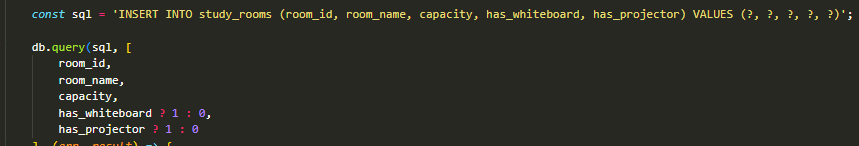 const sql = 'INSERT INTO study_rooms (room_id, room_name, capacity, has_whiteboard, has_projector) VALUES (?, ?, ?, ?, ?)';
db.query(sql, [
room_id,
room_name,
capacity,
has_whiteboard ? 1 : 0,
has_projector ? 1 : 0
], (err, result) => {